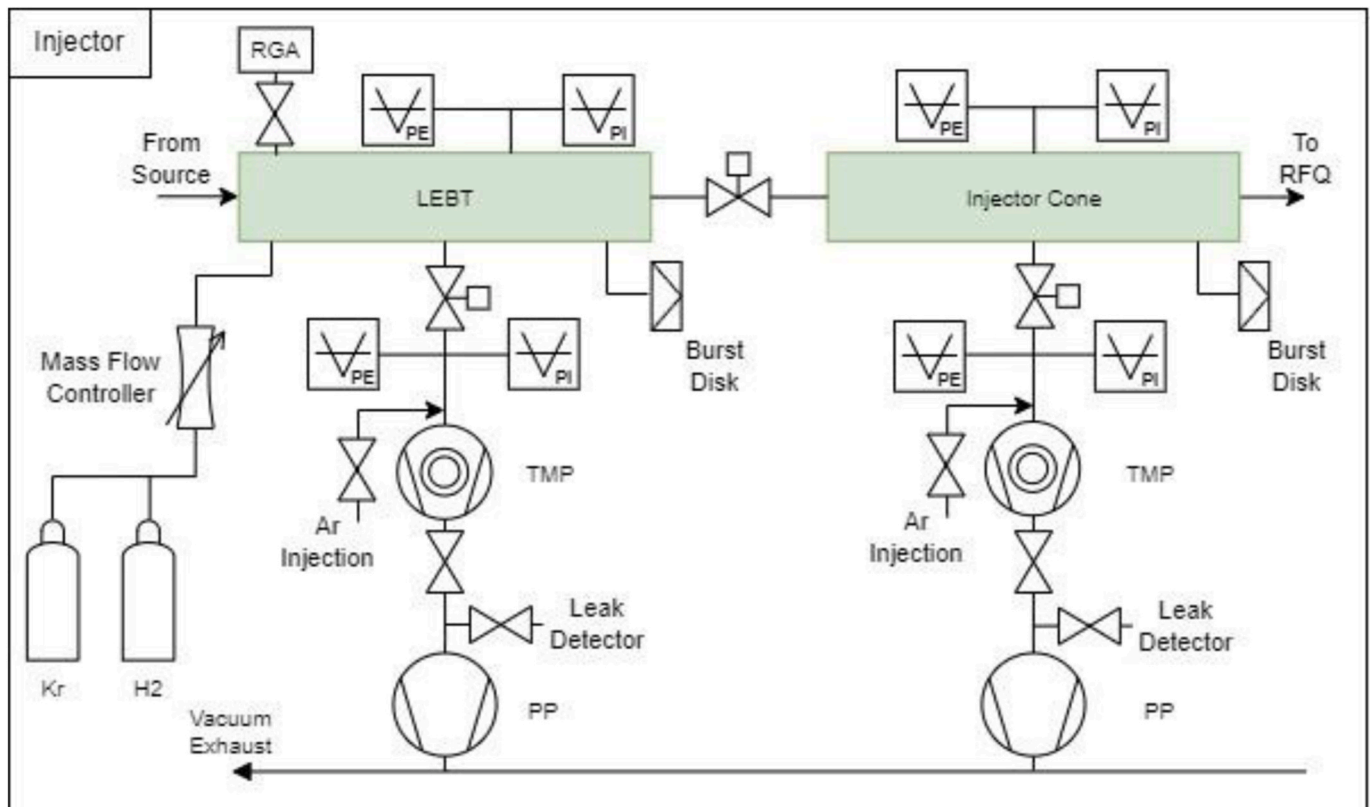 Injector
RGA
PE
PI
PE
PI
From
Source
To
RFQ
LEBT
Injector Cone
PE
PI
Burst
Disk
PE
PI
Burst
Disk
Mass Flow
Controller
TMP
TMP
Ar
Injection
Ar
Injection
Leak
Detector
Leak
Detector
Kr
H2
PP
PP
Vacuum
Exhaust